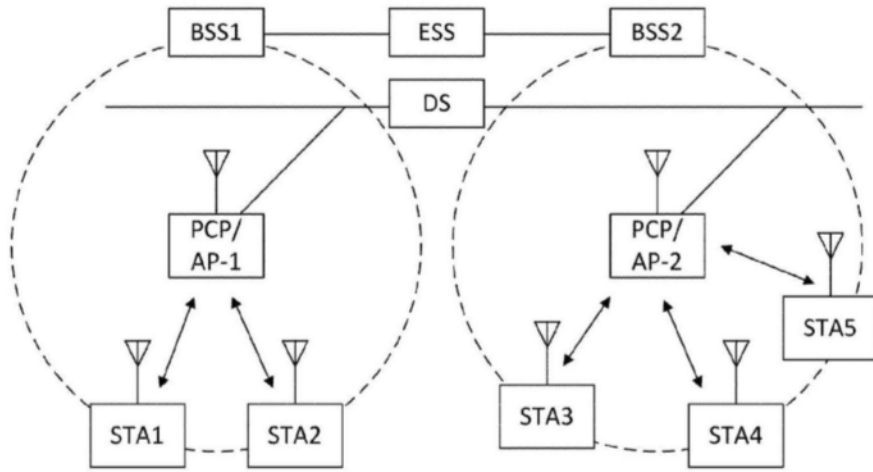 BSS1
ESS
BSS2
DS
PCP/
AP-1
PCP/
AP-2
STA5
STA1
STA2
STA3
STA4